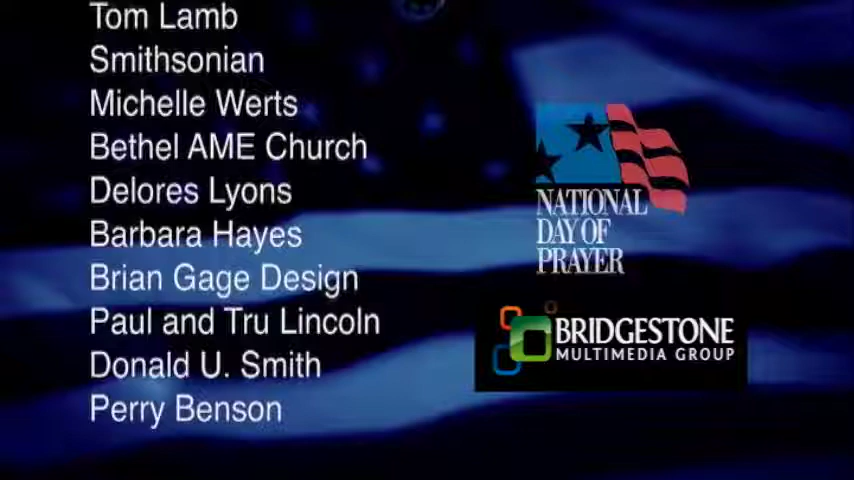 Tom Lamb
Smithsonian
Michelle Werts
Bethel AME Church
Delores Lyons
Barbara Hayes
Brian Gage Design
Paul and Tru Lincoln
Donald U. Smith
Perry Benson
NATIONAL
DAY OF
PRAYER
BRIDGESTONE
MULTIMEDIA GROUP